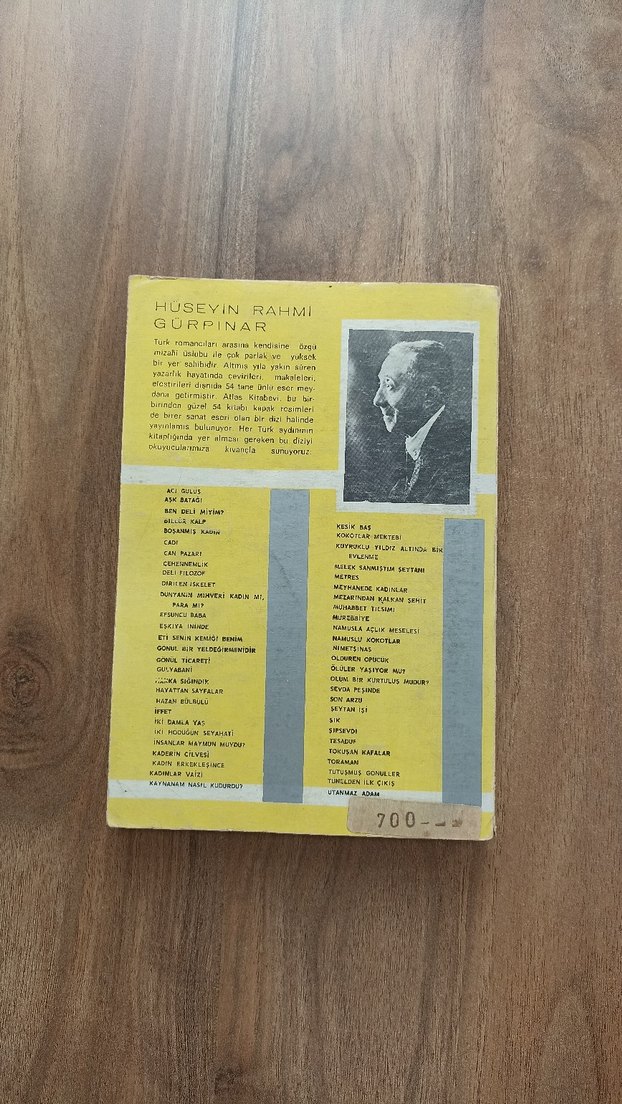 HÜSEYİN RAHMİ
GÜRPINAR
Türk romancıları arasına kendisine özgü
mizahi üslubu ile çok parlak ve yüksek
bir yer sahibidir. Altmış yıla yakın süren
yazarlık hayatında çevirileri, makaleleri,
eleştirileri dışında 54 tane ünlü eser mey-
dana getirmiştir. Atlas Kitabevi, bu bir-
birinden güzel 54 kitabı kapak resimleri
de birer sanat eseri olan bir dizi halinde
yayınlamış bulunuyor. Her Türk aydınının
kitaplığında yer alması gereken bu diziyi
okuyucularımıza kıvançla sunuyoruz.
ACI GÜLÜŞ
AŞK BATAĞI
BEN DELİ MİYİM?
BİLLUR KALP
BOŞANMIŞ KADIN
CADI
CAN PAZARI
CEHENNEMLİK
DELİ FİLOZOF
DİRİLEN İSKELET
DÜNYANIN MİHVERİ KADIN MI,
PARA MI?
EFSUNCU BABA
EŞKIYA İNİNDE
ETİ SENİN KEMİĞİ BENİM
GÖNÜL BİR YELDEĞİRMENİDİR
GÖNÜL TİCARETİ
GULYABANİ
HAKKA SIĞINDIK
HAYATTAN SAYFALAR
HAZAN BÜLBÜLÜ
İFFET
İKİ DAMLA YAŞ
İKİ HÖDÜĞÜN SEYAHATİ
İNSANLAR MAYMUN MUYDU?
KADERİN CİLVESİ
KADIN ERKEKLEŞİNCE
KADINLAR VAİZİ
KAYNANAM NASIL KUDURDU?
KESİK BAŞ
KOKOTLAR MEKTEBİ
KUYRUKLU YILDIZ ALTINDA BİR
EVLENME
MELEK SANMIŞTIM ŞEYTANI
METRES
MEYHANEDE KADINLAR
MEZARINDAN KALKAN ŞEHİT
MUHABBET TILSIMI
MÜREBBİYE
NAMUSLA AÇLIK MESELESİ
NAMUSLU KOKOTLAR
NİMETŞİNAS
ÖLDÜREN ÖPÜCÜK
ÖLÜLER YAŞIYOR MU?
ÖLÜM BİR KURTULUŞ MUDUR?
SEVDA PEŞİNDE
SON ARZU
ŞEYTAN İŞİ
ŞIK
ŞIPSEVDİ
TESADÜF
TOKUŞAN KAFALAR
TORAMAN
TUTUŞMUŞ GÖNÜLLER
TÜNELDEN İLK ÇIKIŞ
UTANMAZ ADAM
700-